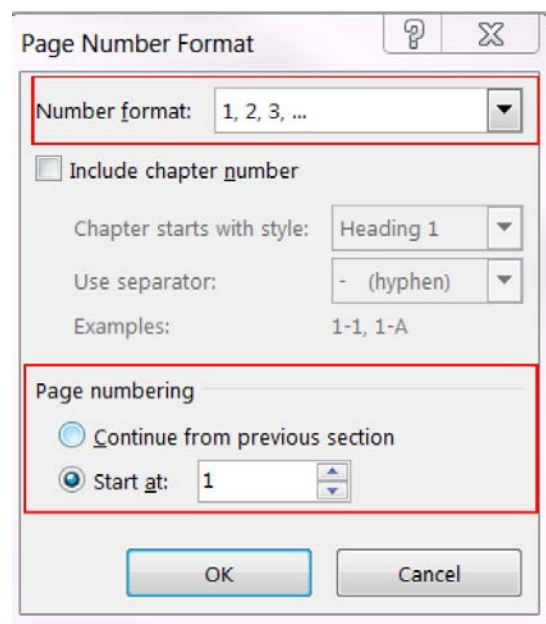 Page Number Format
Number format: 1, 2, 3, ...
Include chapter number
Chapter starts with style: Heading 1
Use separator: - (hyphen)
Examples: 1-1, 1-A
Page numbering
Continue from previous section
Start at: 1
OK Cancel